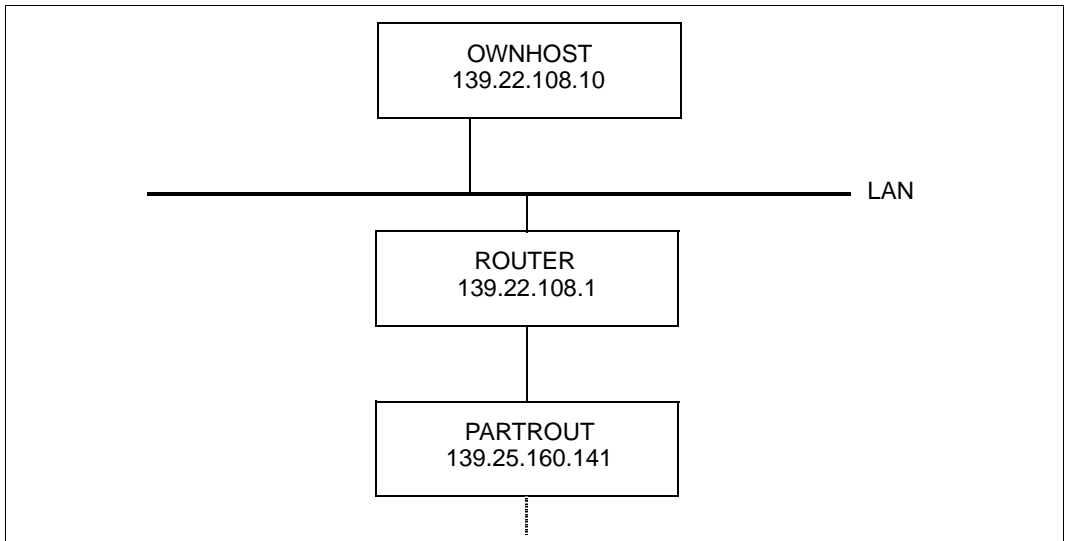 OWNHOST
139.22.108.10
LAN
ROUTER
139.22.108.1
PARTROUT
139.25.160.141